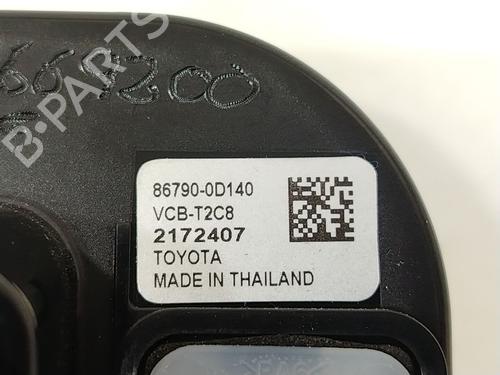 B-PARTS
86790-0D140
VCB-T2C8
2172407
TOYOTA
MADE IN THAILAND